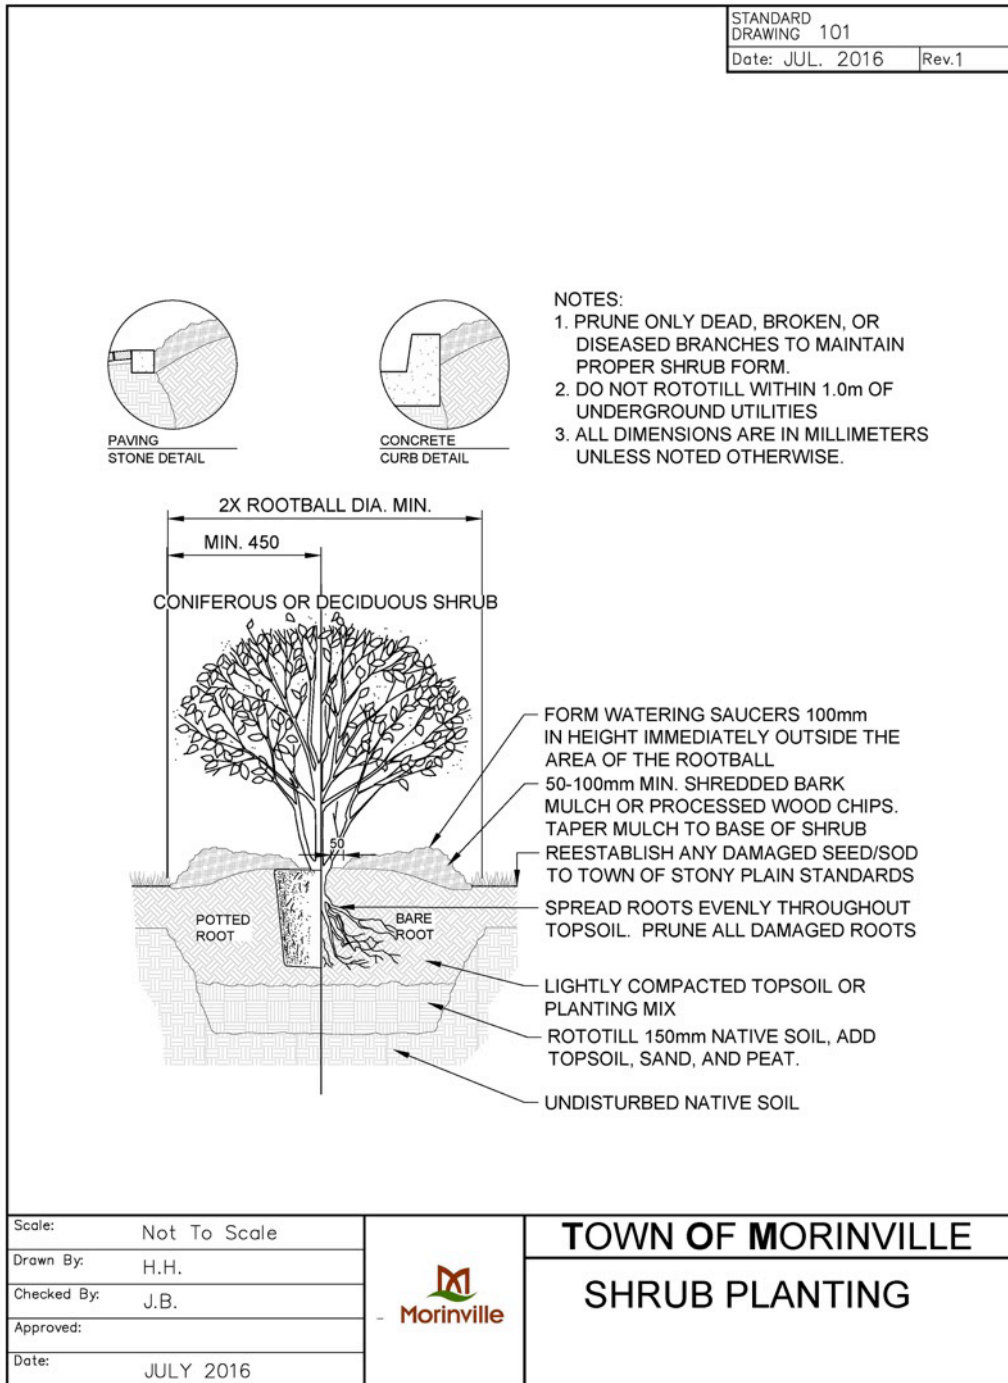 STANDARD
DRAWING 101
Date: JUL. 2016
Rev.1
NOTES:
1. PRUNE ONLY DEAD, BROKEN, OR
DISEASED BRANCHES TO MAINTAIN
PROPER SHRUB FORM.
2. DO NOT ROTOTILL WITHIN 1.0m OF
UNDERGROUND UTILITIES
3. ALL DIMENSIONS ARE IN MILLIMETERS
UNLESS NOTED OTHERWISE.
PAVING
STONE DETAIL
CONCRETE
CURB DETAIL
2X ROOTBALL DIA. MIN.
MIN. 450
CONIFEROUS OR DECIDUOUS SHRUB
50
POTTED
ROOT
BARE
ROOT
FORM WATERING SAUCERS 100mm
IN HEIGHT IMMEDIATELY OUTSIDE THE
AREA OF THE ROOTBALL
50-100mm MIN. SHREDDED BARK
MULCH OR PROCESSED WOOD CHIPS.
TAPER MULCH TO BASE OF SHRUB
REESTABLISH ANY DAMAGED SEED/SOD
TO TOWN OF STONY PLAIN STANDARDS
SPREAD ROOTS EVENLY THROUGHOUT
TOPSOIL. PRUNE ALL DAMAGED ROOTS
LIGHTLY COMPACTED TOPSOIL OR
PLANTING MIX
ROTOTILL 150mm NATIVE SOIL, ADD
TOPSOIL, SAND, AND PEAT.
UNDISTURBED NATIVE SOIL
Scale: Not To Scale
Drawn By: H.H.
Checked By: J.B.
Approved:
Date: JULY 2016
Morinville
TOWN OF MORINVILLE
SHRUB PLANTING